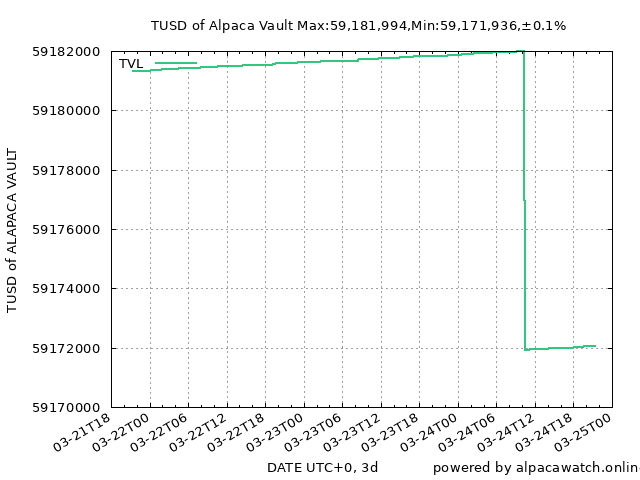 TUSD of Alpaca Vault Max:59,181,994,Min:59,171,936,±0.1%
TVL
59182000
59180000
59178000
59176000
59174000
59172000
59170000
TUSD of ALAPACA VAULT
03-21T18
03-22T00
03-22T06
03-22T12
03-22T18
03-23T00
03-23T06
03-23T12
03-23T18
03-24T00
03-24T06
03-24T12
03-24T18
03-25T00
DATE UTC+0, 3d
powered by alpacawatch.onlin